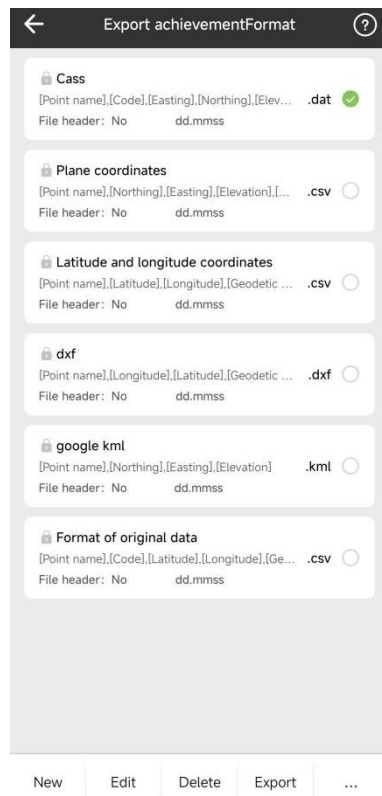 Export achievementFormat
Cass
[Point name],[Code],[Easting],[Northing],[Elev... .dat
File header: No dd.mmss
Plane coordinates
[Point name],[Northing],[Easting],[Elevation],[... .csv
File header: No dd.mmss
Latitude and longitude coordinates
[Point name],[Latitude],[Longitude],[Geodetic ... .csv
File header: No dd.mmss
dxf
[Point name],[Longitude],[Latitude],[Geodetic ... .dxf
File header: No dd.mmss
google kml
[Point name],[Northing],[Easting],[Elevation] .kml
File header: No dd.mmss
Format of original data
[Point name],[Code],[Latitude],[Longitude],[Ge... .csv
File header: No dd.mmss
New Edit Delete Export ...